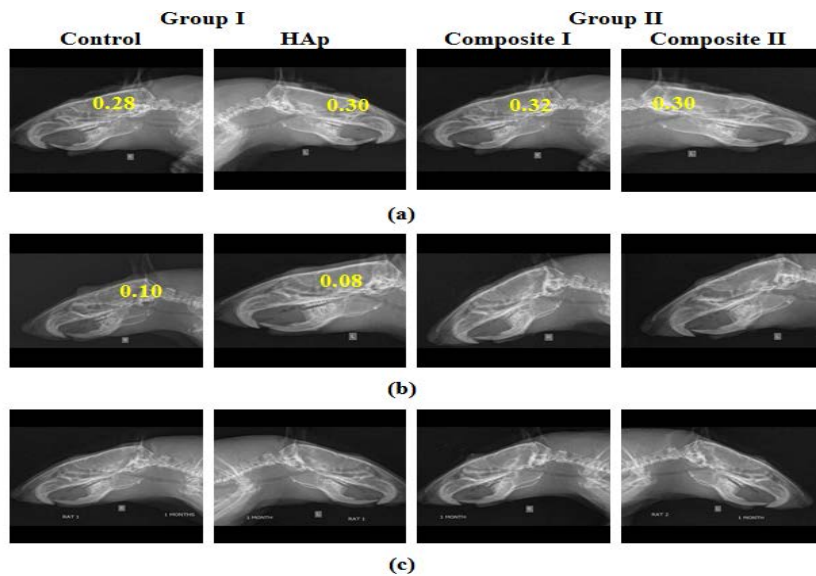 Group I Group II
Control HAp Composite I Composite II
0.28 0.30 0.32 0.30
(a)
0.10 0.08
(b)
RAT 1 1 MONTHS 1 MONTH L RAT 1 1 MONTH RAT 2 L 1 MONTH
(c)